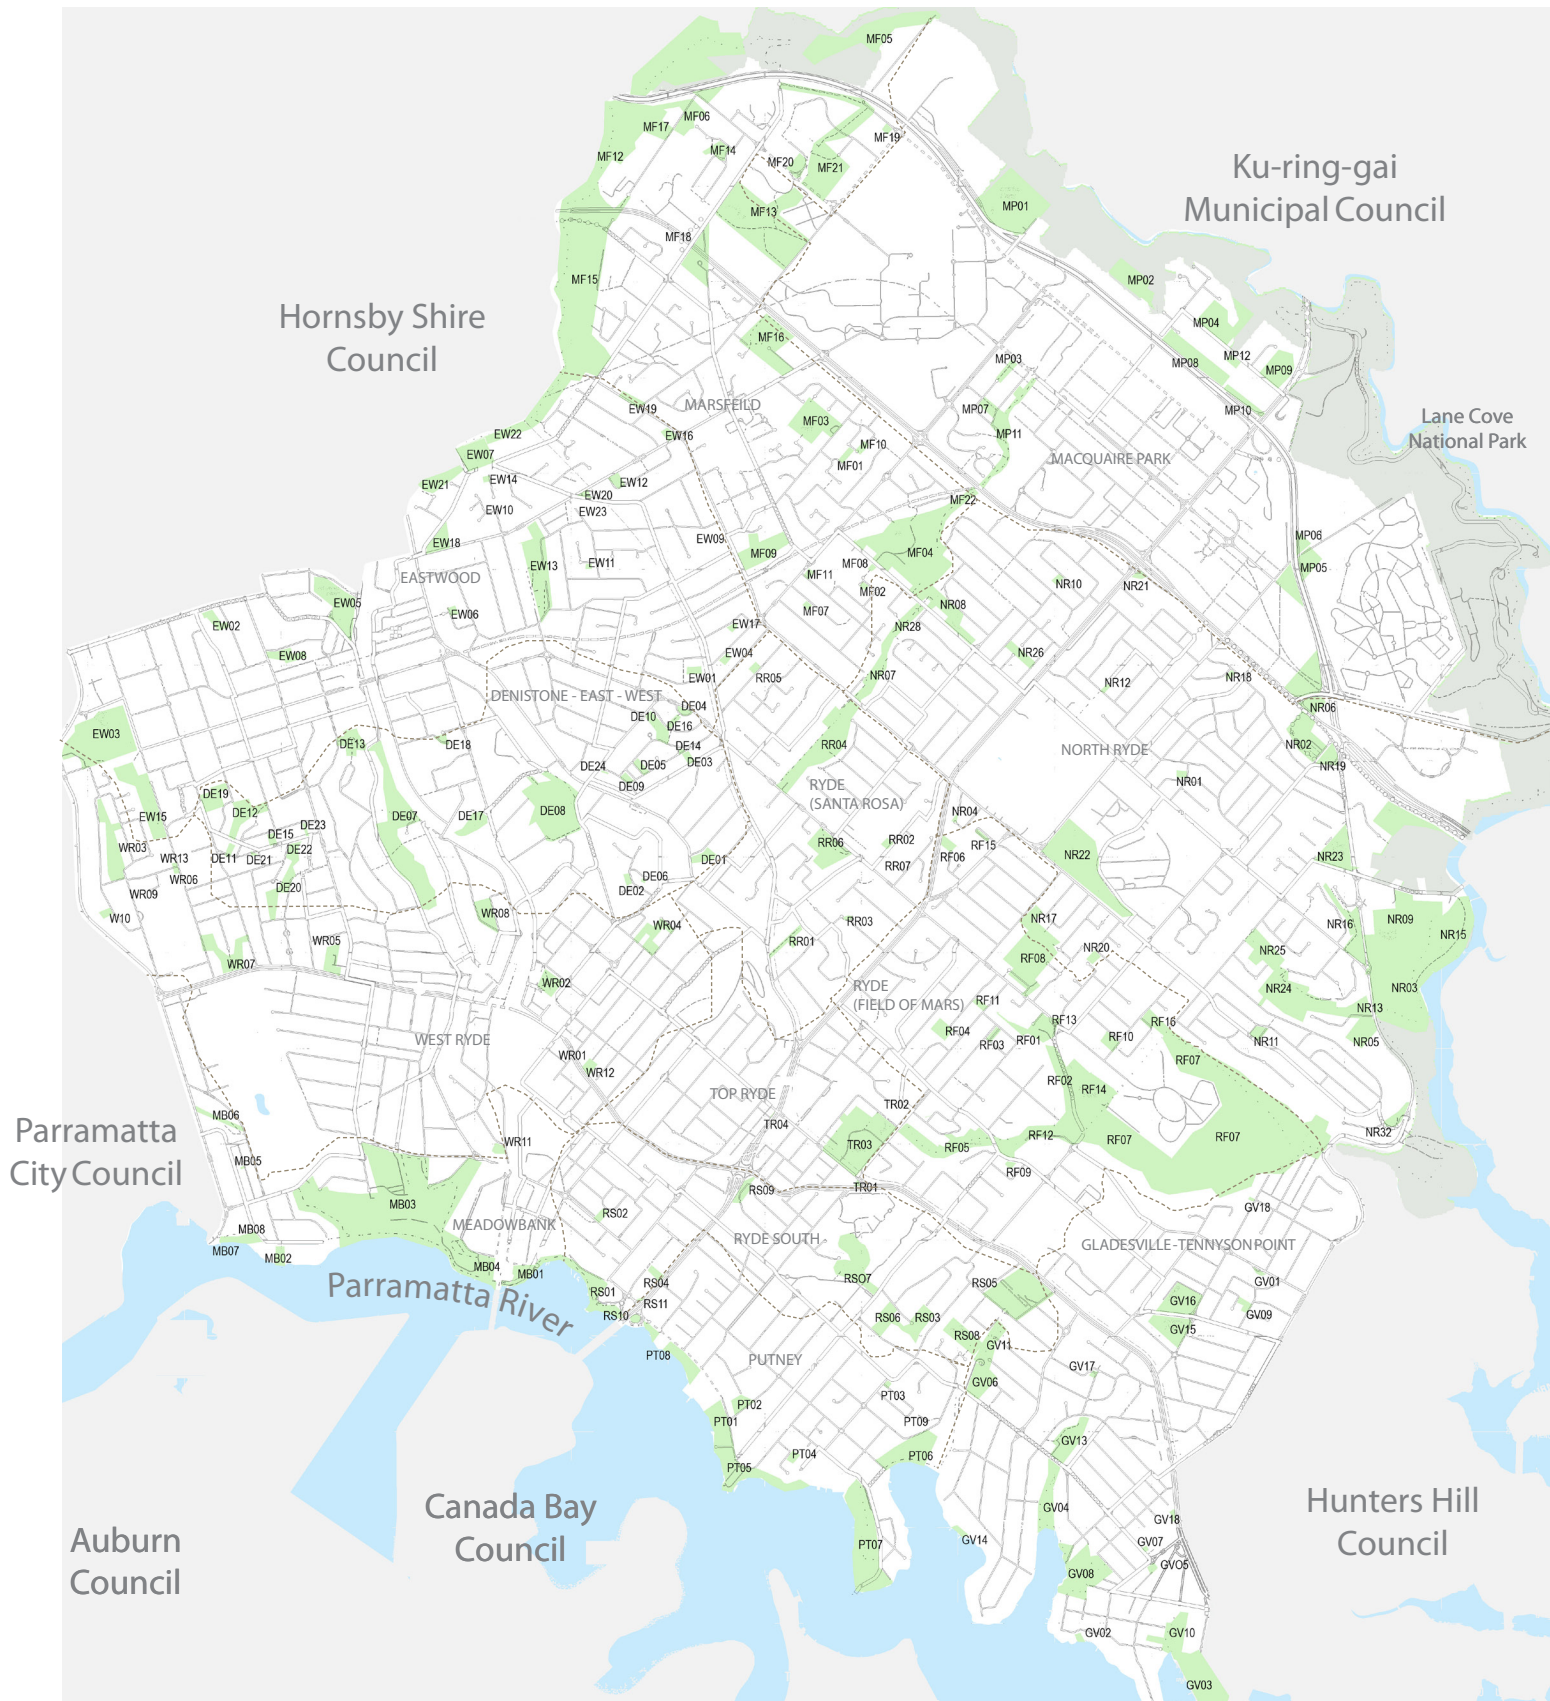 MF05
MF06
MF17
MF19
MF14
MF12
MF20
MF21
Ku-ring-gai
Municipal Council
MP01
MF13
MF18
MF15
MP02
Hornsby Shire
Council
MP04
MF16
MP12
MP03
MP08
MP09
MARSFEILD
EW19
MP07
MP10
Lane Cove
National Park
MF03
EW22
EW16
MP11
MF10
EW07
MACQUAIRE PARK
MF01
EW14
EW12
EW21
EW20
MF22
EW10
EW23
MP06
EW18
EW09
MF09
MF04
EW13
EW11
MF08
MP05
EASTWOOD
MF11
NR10
NR21
MF02
EW05
NR08
EW06
MF07
EW02
EW17
NR28
EW08
EW04
NR26
EW01
RR05
NR07
NR12
NR18
DENISTONE - EAST - WEST
DE04
NR06
DE10
DE16
EW03
DE13
DE18
DE14
RR04
NORTH RYDE
NR02
DE24
DE05
DE03
NR19
DE09
RYDE
(SANTA ROSA)
NR01
DE19
DE12
DE07
DE17
DE08
NR04
EW15
DE23
DE15
RR06
RR02
RF15
WR03
DE22
WR13
DE11
DE21
DE01
RR07
RF06
NR22
NR23
WR06
DE06
DE20
DE02
WR09
W10
WR08
WR04
RR03
NR17
NR16
NR09
NR15
WR05
RR01
NR20
NR25
WR07
RF08
WR02
RYDE
(FIELD OF MARS)
NR24
NR03
RF11
NR13
RF13
RF16
WEST RYDE
RF04
RF03
RF01
RF10
NR11
NR05
WR01
RF07
WR12
RF02
RF14
TOP RYDE
TR02
MB06
TR04
Parramatta
City Council
WR11
TR03
RF12
RF07
RF07
NR32
RF05
MB05
RF09
RS09
TR01
MB03
RS02
GV18
MEADOWBANK
MB08
RYDE SOUTH
GLADESVILLE-TENNYSON POINT
MB07
MB02
MB04
MB01
RSO7
RS04
RS05
GV01
Parramatta River
RS01
RS11
GV16
RS10
RS06
RS03
GV09
RS08
GV15
GV11
PT08
PUTNEY
GV17
GV06
PT03
PT02
PT01
PT09
GV13
PT04
PT06
PT05
Canada Bay
Council
GV04
Hunters Hill
Council
GV18
Auburn
Council
PT07
GV14
GV07
GVO5
GV08
GV02
GV10
GV03